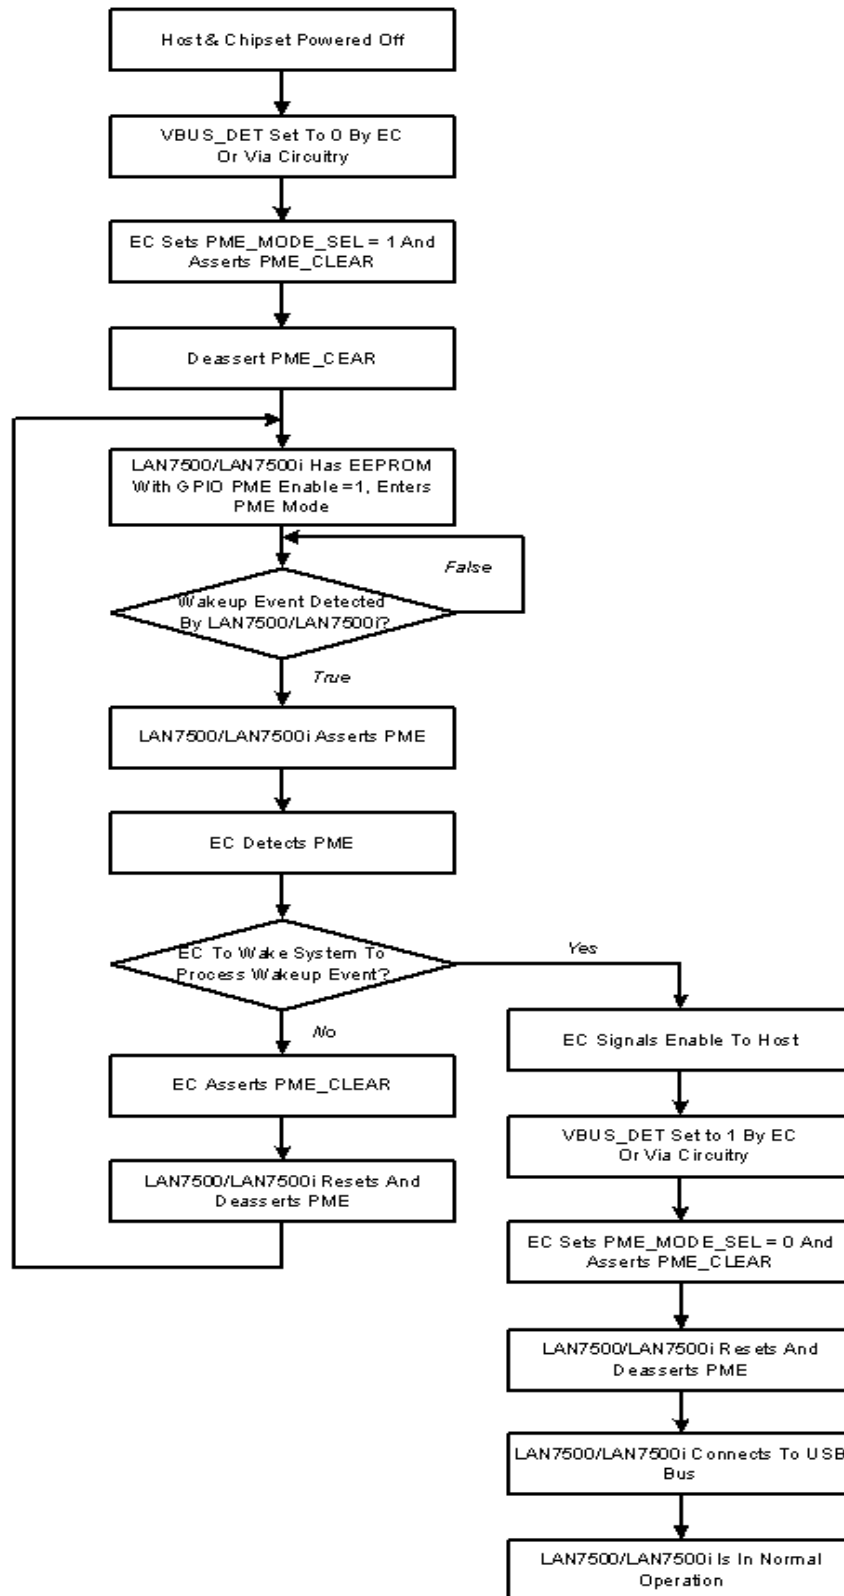 Host & Chipset Powered Off
VBUS_DET Set To 0 By EC
Or Via Circuitry
EC Sets PME_MODE_SEL = 1 And
Asserts PME_CLEAR
Deassert PME_CEAR
LAN7500/LAN7500i Has EEPROM
With GPIO PME Enable =1, Enters
PME Mode
False
Wakeup Event Detected
By LAN7500/LAN7500i?
True
LAN7500/LAN7500i Asserts PME
EC Detects PME
EC To Wake System To
Process Wakeup Event?
Yes
No
EC Signals Enable To Host
EC Asserts PME_CLEAR
VBUS_DET Set to 1 By EC
Or Via Circuitry
LAN7500/LAN7500i Resets And
Deasserts PME
EC Sets PME_MODE_SEL = 0 And
Asserts PME_CLEAR
LAN7500/LAN7500i Resets And
Deasserts PME
LAN7500/LAN7500i Connects To USB
Bus
LAN7500/LAN7500i Is In Normal
Operation